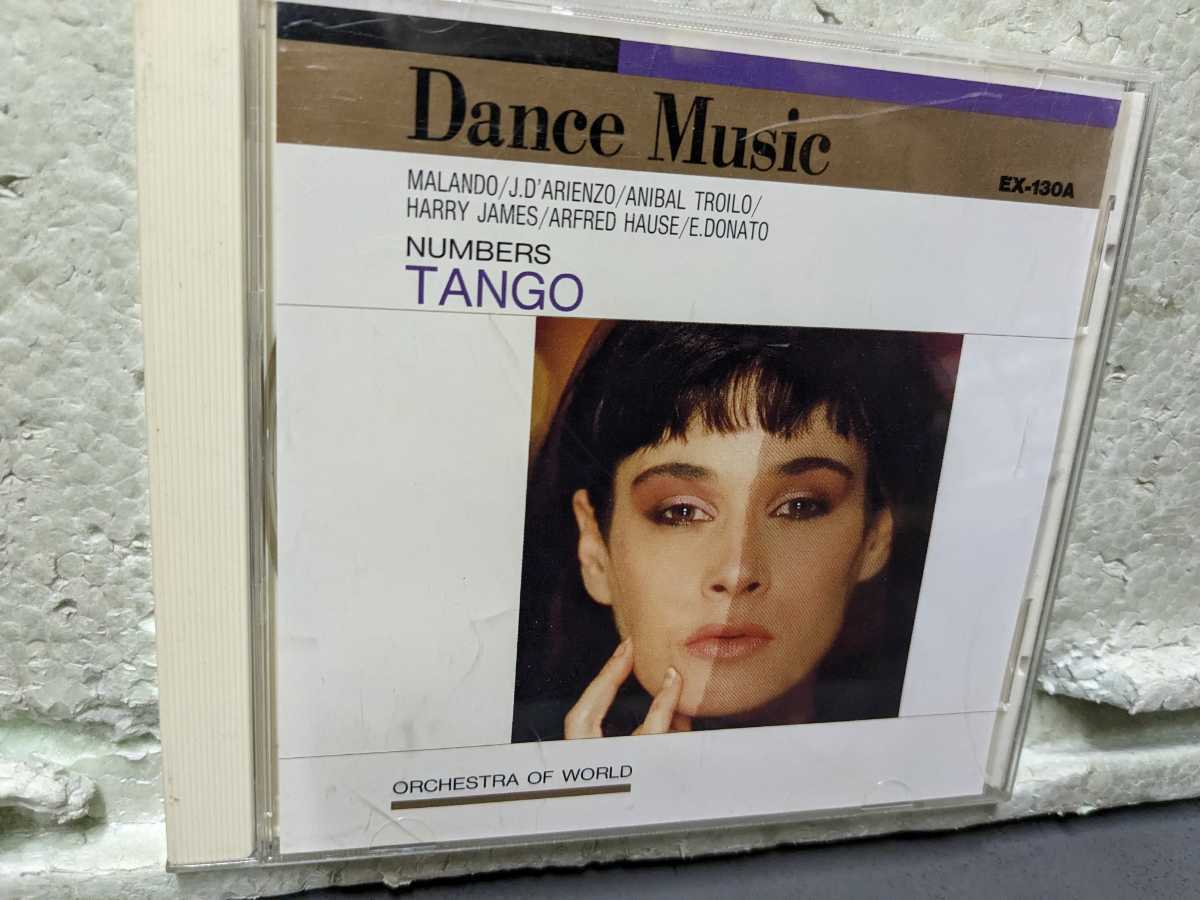 Dance Music
EX-130A
MALANDO/J.D'ARIENZO/ANIBAL TROILO/
HARRY JAMES/ARFRED HAUSE/E.DONATO
NUMBERS
TANGO
ORCHESTRA OF WORLD